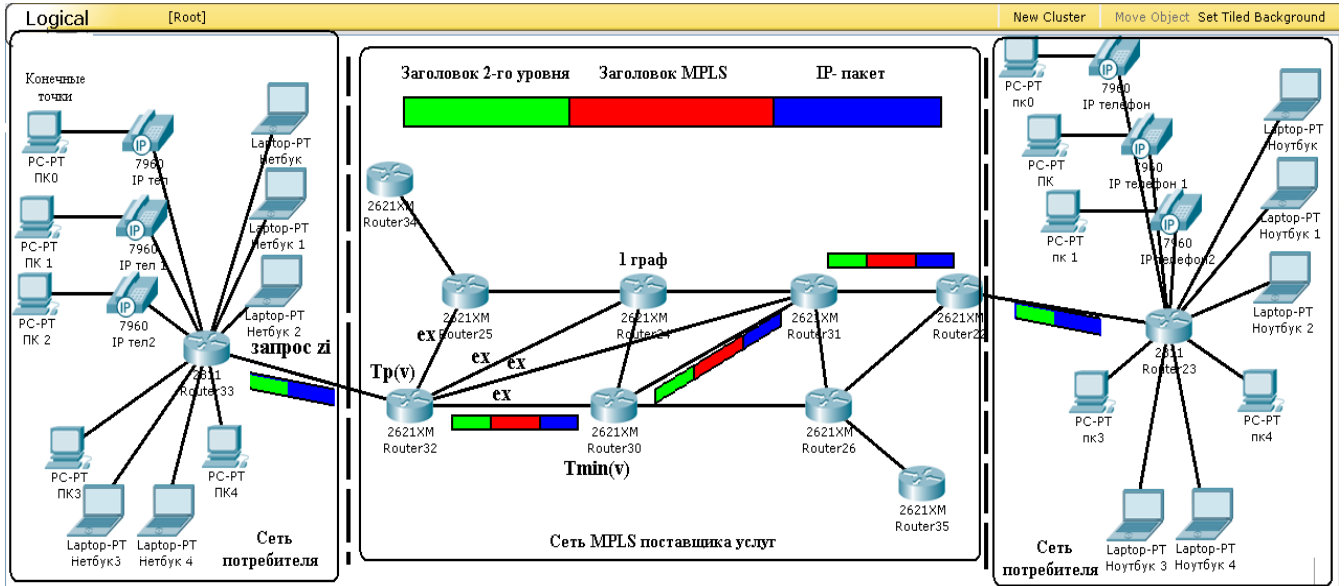 Logical
[Root]
New Cluster
Move Object
Set Tiled Background
Конечные
точки
PC-PT
ПК0
7960
IP тел
Laptop-PT
Нетбук
PC-PT
ПК 1
7960
IP тел 1
Laptop-PT
Нетбук 1
PC-PT
ПК 2
7960
IP тел2
Laptop-PT
Нетбук 2
запрос zi
2811
Router33
PC-PT
ПК3
PC-PT
ПК4
Laptop-PT
Нетбук3
Laptop-PT
Нетбук 4
Сеть
потребителя
Заголовок 2-го уровня
Заголовок MPLS
IP- пакет
2621XM
Router34
1 граф
2621XM
Router25
2621XM
Router24
2621XM
Router31
2621XM
Router22
ex
ex
ex
ex
Tp(v)
2621XM
Router32
2621XM
Router30
2621XM
Router26
Tmin(v)
2621XM
Router35
Сеть MPLS поставщика услуг
PC-PT
пк0
7960
IP телефон
Laptop-PT
Ноутбук
PC-PT
ПК
IP телефон 1
Laptop-PT
Ноутбук 1
PC-PT
пк 1
7960
IP телефон2
Laptop-PT
Ноутбук 2
2811
Router23
PC-PT
пк3
PC-PT
пк4
Laptop-PT
Ноутбук 3
Laptop-PT
Ноутбук 4
Сеть
потребителя